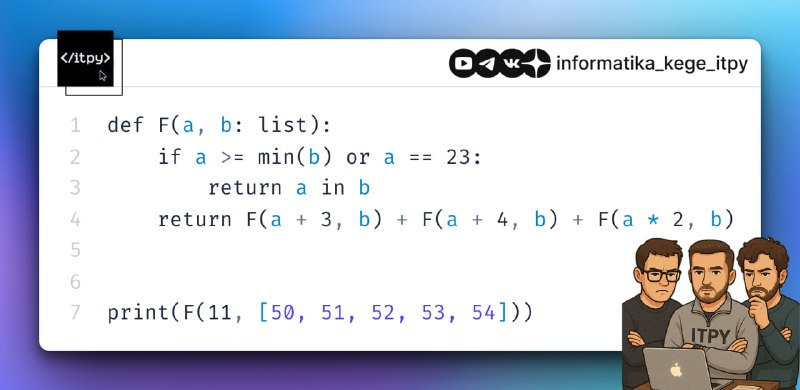 </itpy>
informatika_kege_itpy
1 def F(a, b: list):
2     if a >= min(b) or a == 23:
3         return a in b
4     return F(a + 3, b) + F(a + 4, b) + F(a * 2, b)
5
6
7 print(F(11, [50, 51, 52, 53, 54]))
ITPY